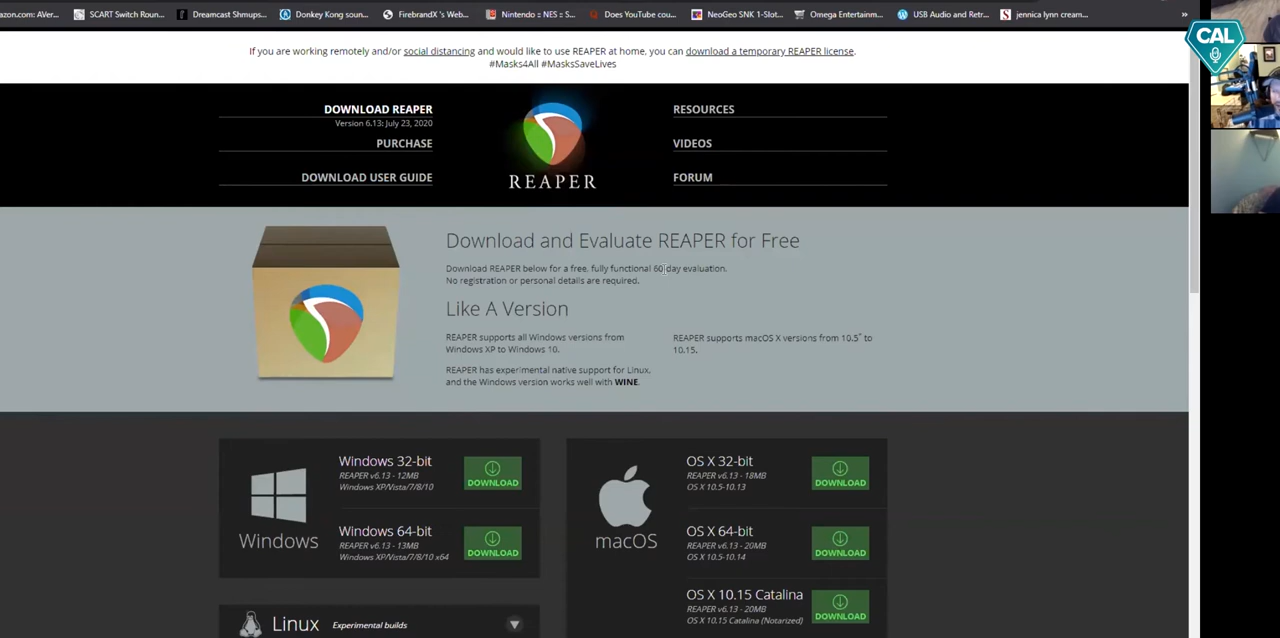 azon.com: AVer...
SCART Switch Roun...
Dreamcast Shmups...
Donkey Kong soun...
FirebrandX 's Web...
Nintendo :: NES :: S...
Does YouTube cou...
NeoGeo SNK 1-Slot...
Omega Entertainm...
USB Audio and Retr...
jennica lynn cream...
»
CAL
If you are working remotely and/or social distancing and would like to use REAPER at home, you can download a temporary REAPER license.
#Masks4All #MasksSaveLives
DOWNLOAD REAPER
Version 6.13: July 23, 2020
PURCHASE
DOWNLOAD USER GUIDE
REAPER
RESOURCES
VIDEOS
FORUM
Download and Evaluate REAPER for Free
Download REAPER below for a free, fully functional 60-day evaluation.
No registration or personal details are required.
Like A Version
REAPER supports all Windows versions from
Windows XP to Windows 10.
REAPER has experimental native support for Linux,
and the Windows version works well with WINE.
REAPER supports macOS X versions from 10.5* to
10.15.
Windows
Windows 32-bit
REAPER v6.13 - 12MB
Windows XP/Vista/7/8/10
DOWNLOAD
Windows 64-bit
REAPER v6.13 - 13MB
Windows XP/Vista/7/8/10 x64
DOWNLOAD
Linux Experimental builds
macOS
OS X 32-bit
REAPER v6.13 - 18MB
OS X 10.5-10.13
DOWNLOAD
OS X 64-bit
REAPER v6.13 - 20MB
OS X 10.5-10.14
DOWNLOAD
OS X 10.15 Catalina
REAPER v6.13 - 20MB
OS X 10.15 Catalina (Notarized)
DOWNLOAD